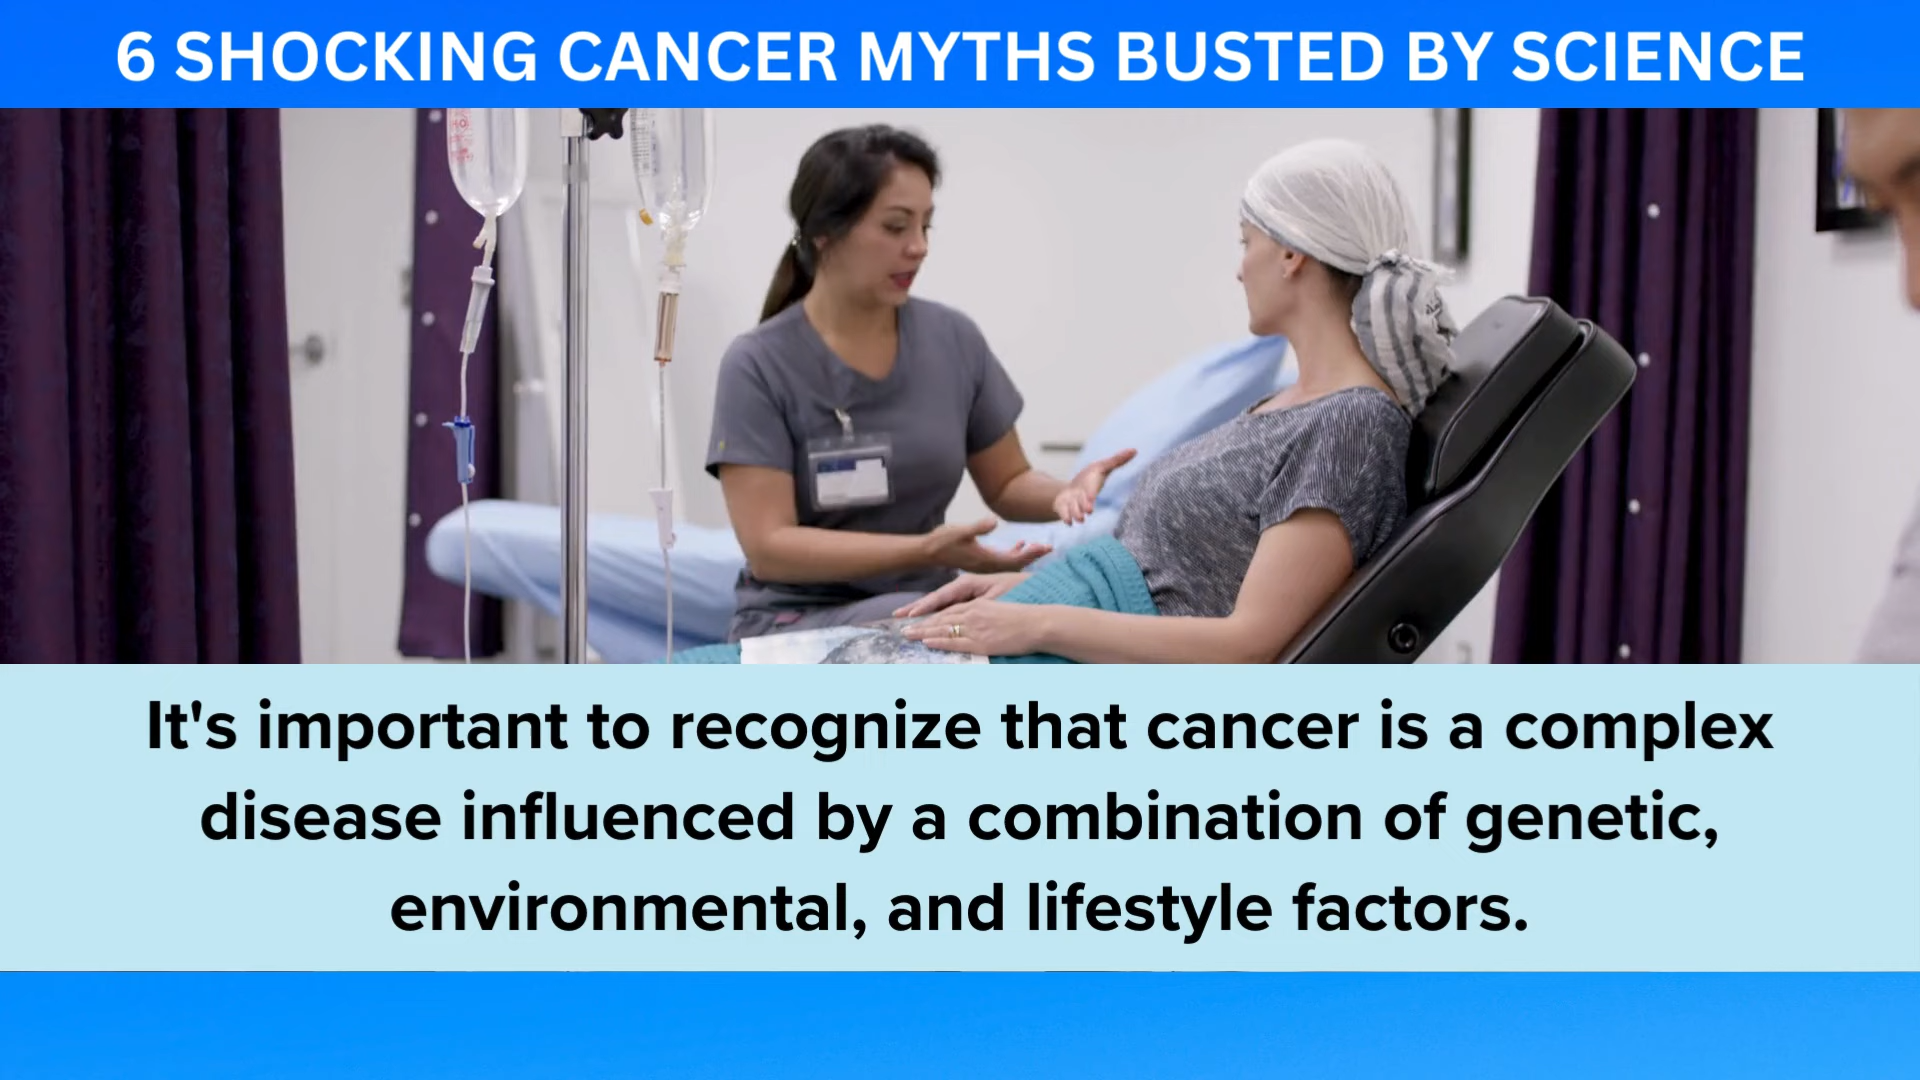 6 SHOCKING CANCER MYTHS BUSTED BY SCIENCE
It's important to recognize that cancer is a complex
disease influenced by a combination of genetic,
environmental, and lifestyle factors.